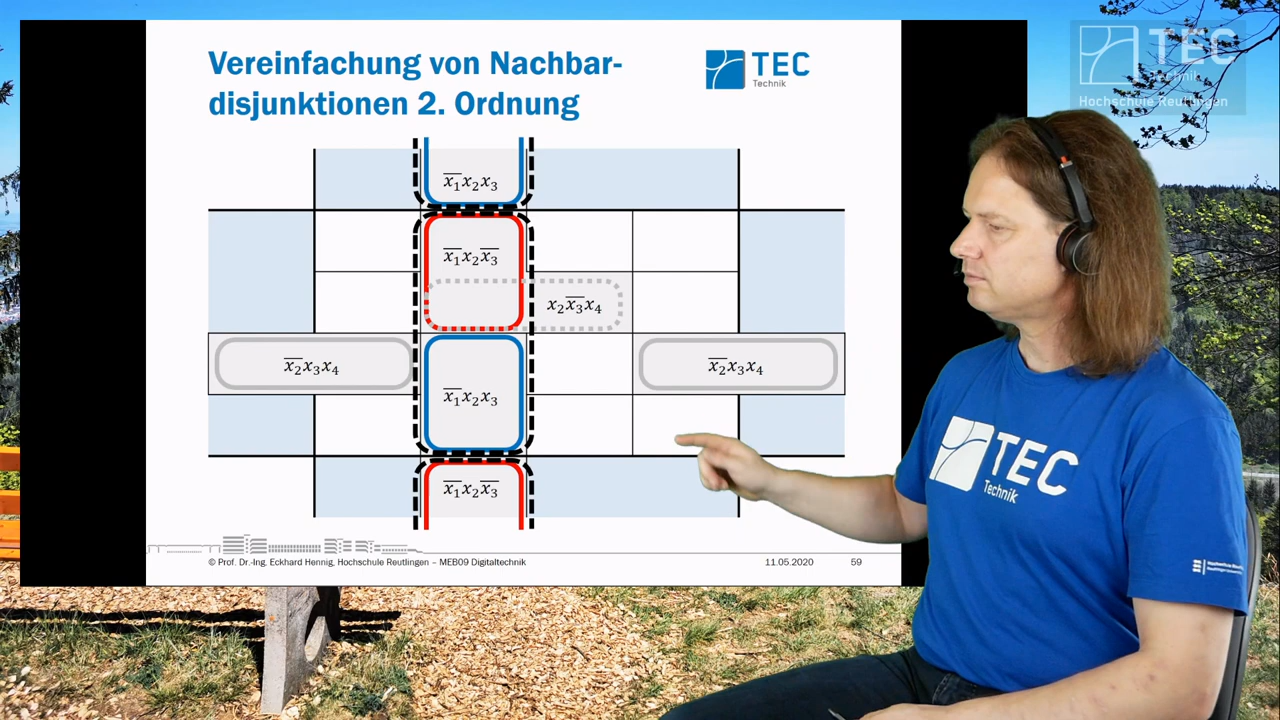 Vereinfachung von Nachbar-
disjunktionen 2. Ordnung
TEC
Technik
TEC
Technik
Hochschule Reutlingen
x̅₁x₂x₃
x̅₁x₂x̅₃
x₂x̅₃x₄
x̅₂x₃x₄
x̅₂x₃x₄
x̅₁x₂x₃
x̅₁x₂x̅₃
TEC
Technik
© Prof. Dr.-Ing. Eckhard Hennig, Hochschule Reutlingen – MEB09 Digitaltechnik
11.05.2020
59